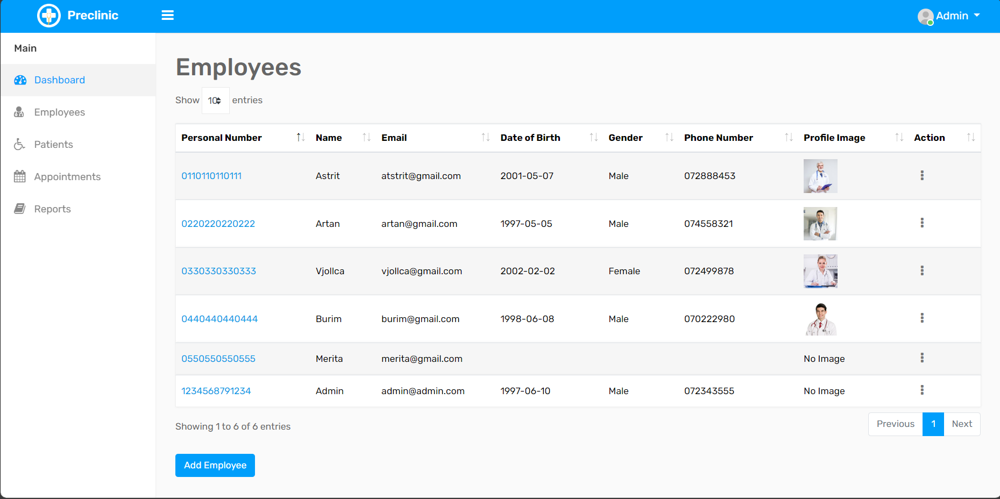 Preclinic
Admin
Main
Dashboard
Employees
Patients
Appointments
Reports
Employees
Show 10 entries
Personal Number Name Email Date of Birth Gender Phone Number Profile Image Action
0110110110111 Astrit atstrit@gmail.com 2001-05-07 Male 072888453
0220220220222 Artan artan@gmail.com 1997-05-05 Male 074558321
0330330330333 Vjollca vjollca@gmail.com 2002-02-02 Female 072499878
0440440440444 Burim burim@gmail.com 1998-06-08 Male 070222980
0550550550555 Merita merita@gmail.com No Image
1234568791234 Admin admin@admin.com 1997-06-10 Male 072343555 No Image
Showing 1 to 6 of 6 entries
Previous 1 Next
Add Employee